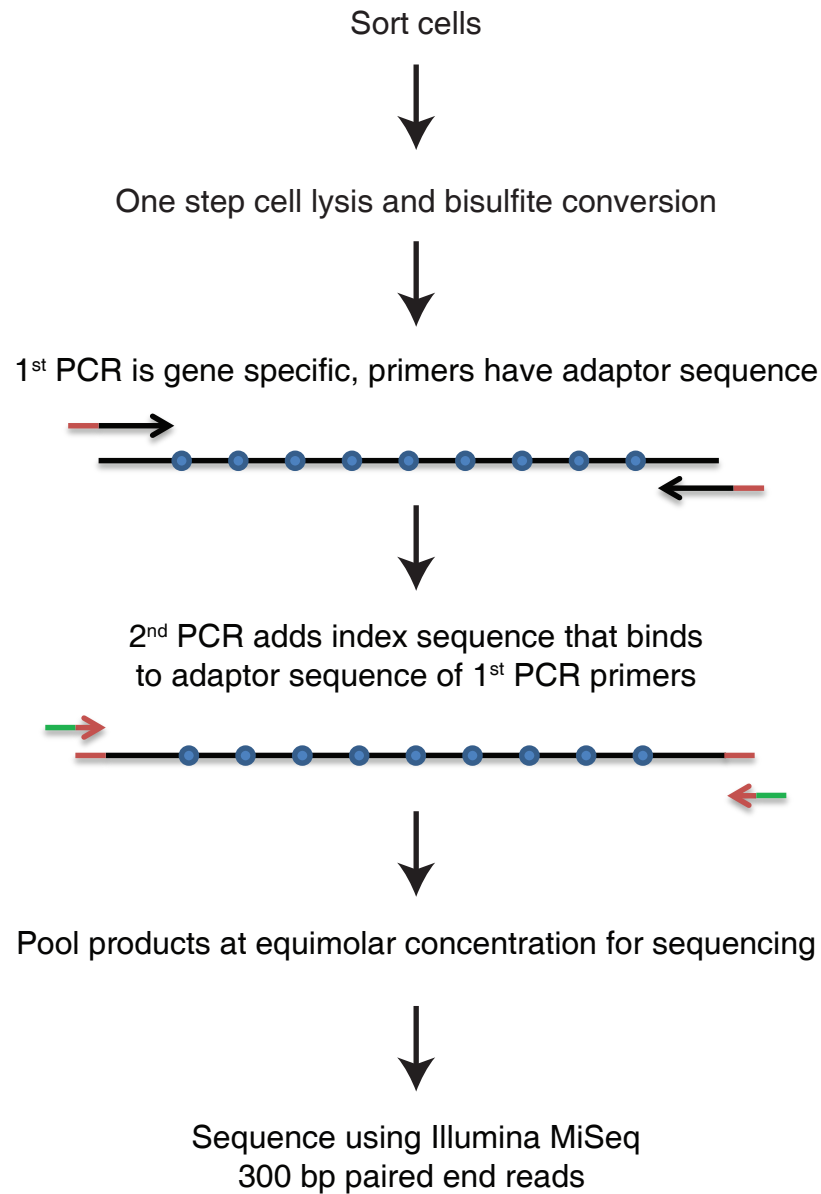 Sort cells
One step cell lysis and bisulfite conversion
1st PCR is gene specific, primers have adaptor sequence
2nd PCR adds index sequence that binds
to adaptor sequence of 1st PCR primers
Pool products at equimolar concentration for sequencing
Sequence using Illumina MiSeq
300 bp paired end reads